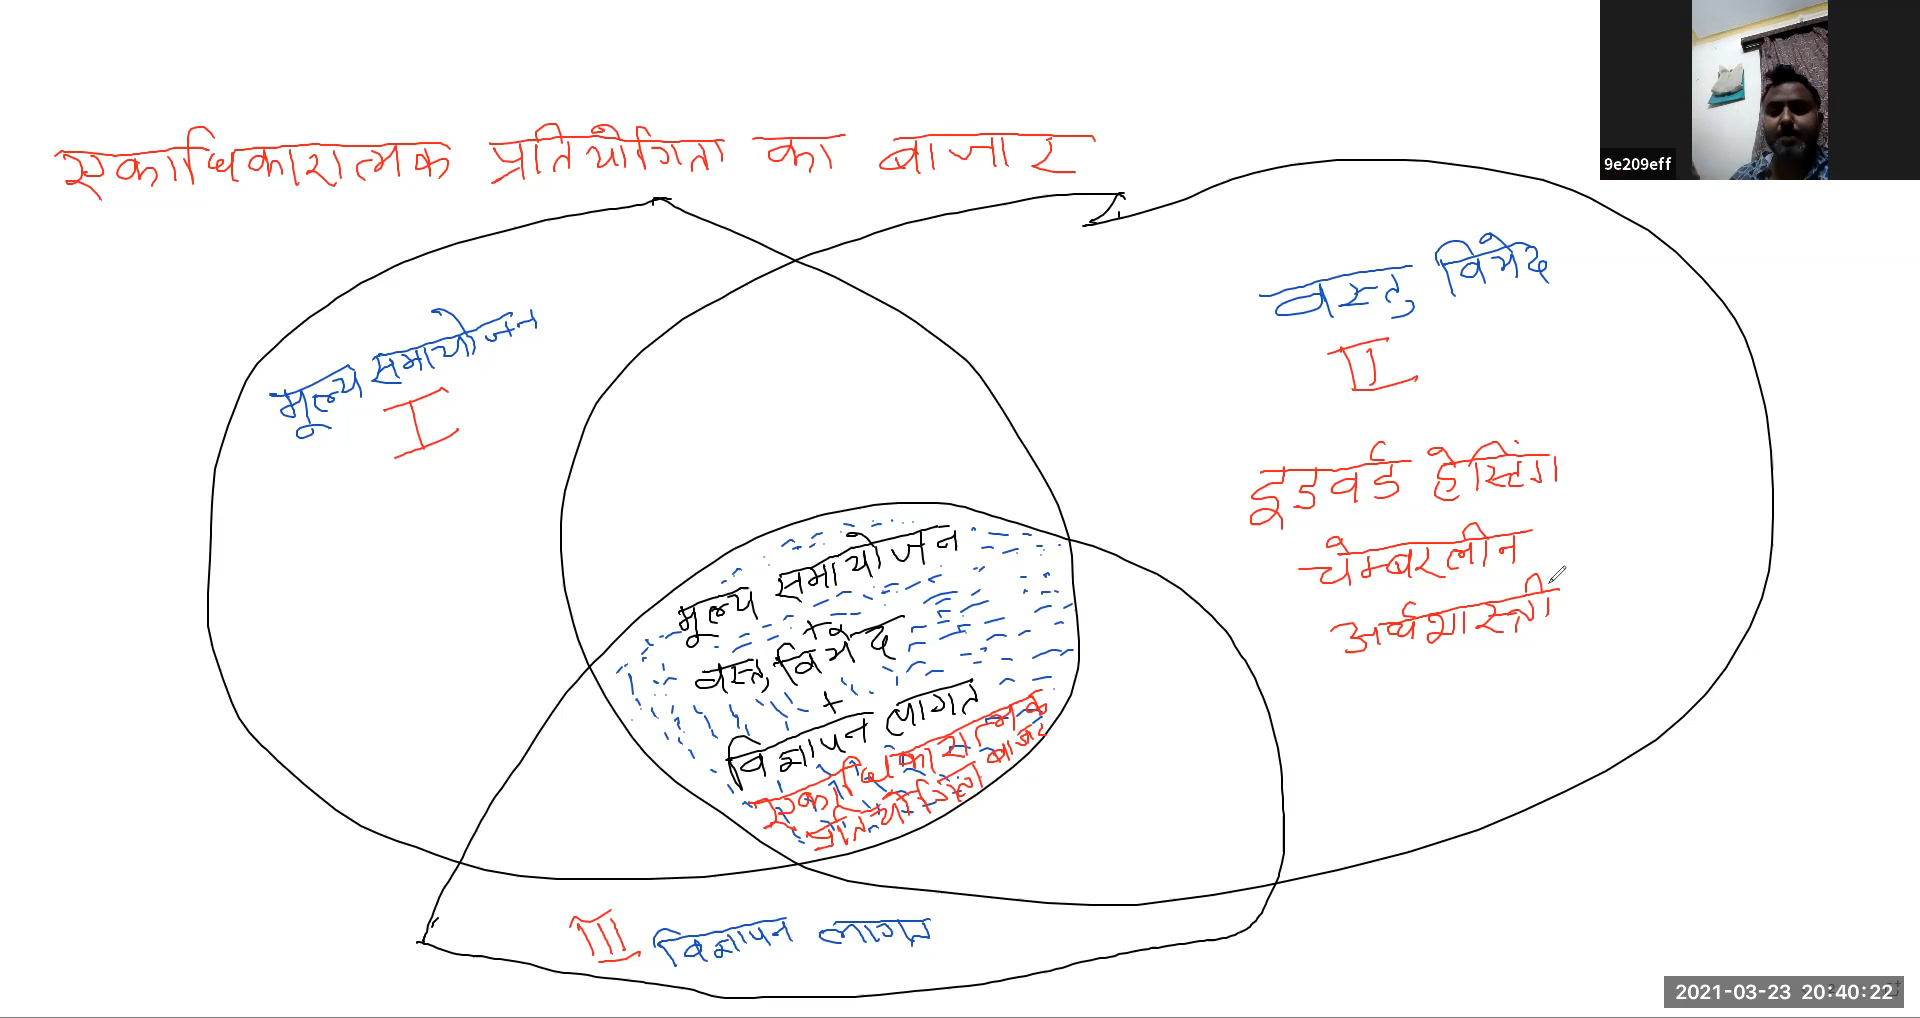 एकाधिकारात्मक प्रतियोगिता का बाजार
9e209eff
मूल्य समायोजन
I
वस्तु विभेद
II
इडवर्ड हेस्टिंग
चेम्बरलीन
अर्थशास्त्री
मूल्य समायोजन
+
वस्तु विभेद
+
विज्ञापन लागत
एकाधिकारात्मक
प्रतियोगिता बाजार
III विज्ञापन लागत
2021-03-23 20:40:22